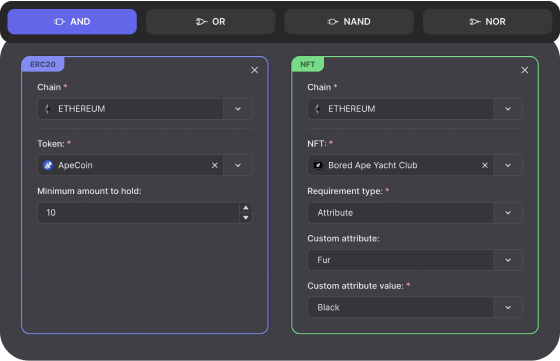 AND
OR
NAND
NOR
ERC20
Chain *
ETHEREUM
Token: *
ApeCoin
Minimum amount to hold:
10
NFT
Chain *
ETHEREUM
NFT: *
Bored Ape Yacht Club
Requirement type: *
Attribute
Custom attribute:
Fur
Custom attribute value: *
Black